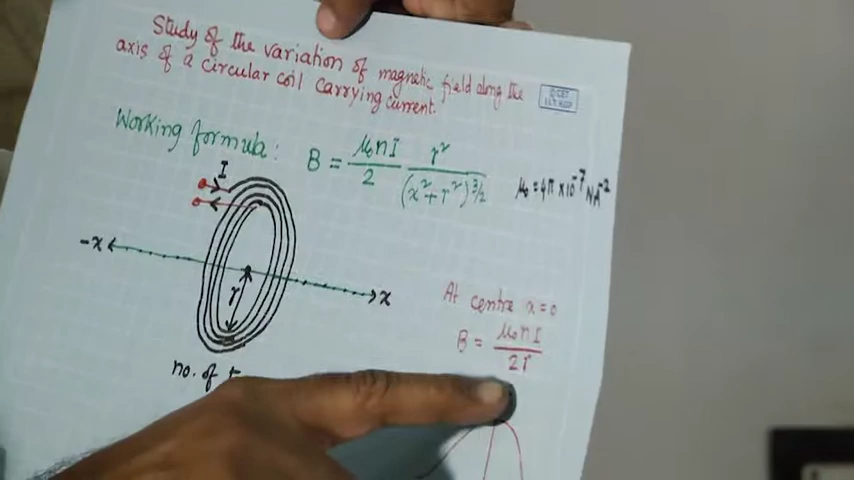 Study of the variation of magnetic field along the
axis of a circular coil carrying current.
Working formula: B = μ₀nI/2 r²/(x²+r²)^3/2
μ₀ = 4π×10⁻⁷ NA⁻²
I
-x
x
r
At centre x=0
B = μ₀nI/2r
no. of